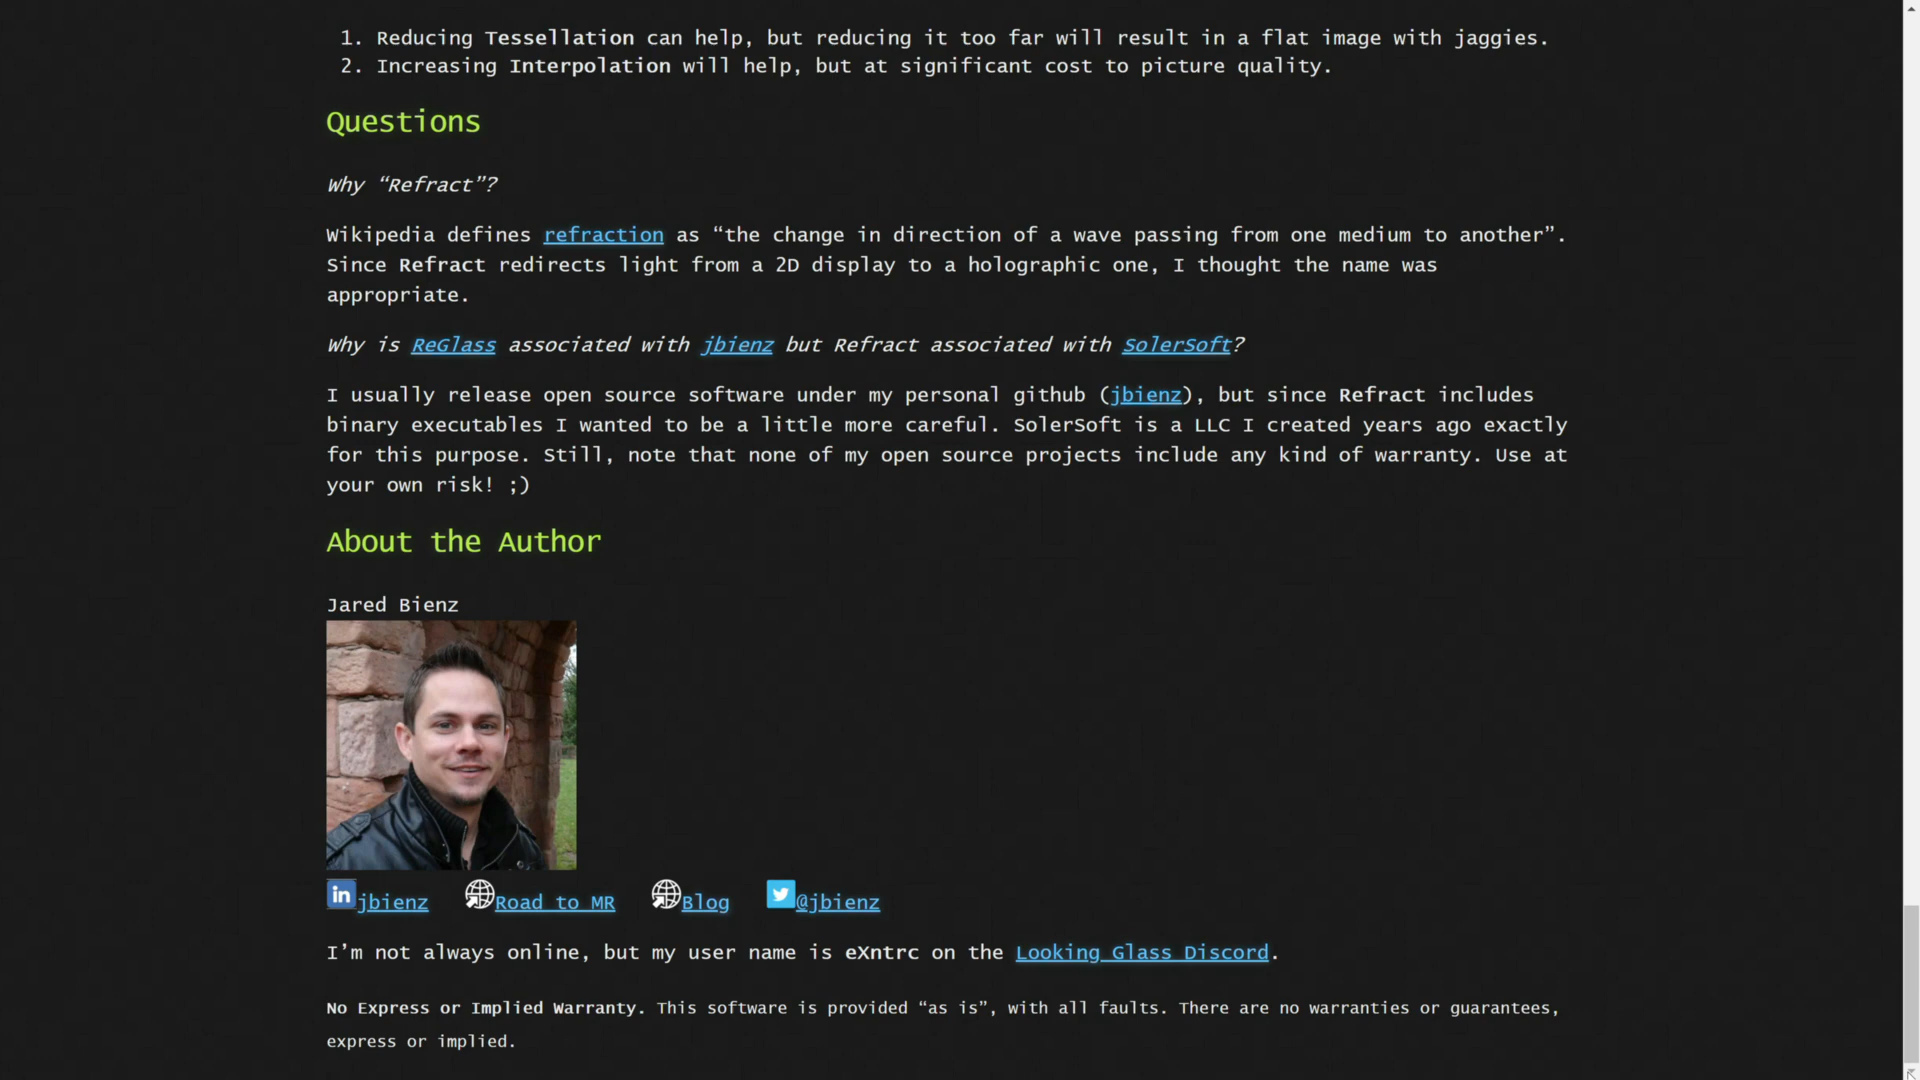 1. Reducing Tessellation can help, but reducing it too far will result in a flat image with jaggies.
2. Increasing Interpolation will help, but at significant cost to picture quality.
Questions
Why “Refract”?
Wikipedia defines refraction as “the change in direction of a wave passing from one medium to another”.
Since Refract redirects light from a 2D display to a holographic one, I thought the name was
appropriate.
Why is ReGlass associated with jbienz but Refract associated with SolerSoft?
I usually release open source software under my personal github (jbienz), but since Refract includes
binary executables I wanted to be a little more careful. SolerSoft is a LLC I created years ago exactly
for this purpose. Still, note that none of my open source projects include any kind of warranty. Use at
your own risk! ;)
About the Author
Jared Bienz
in jbienz Road to MR Blog @jbienz
I’m not always online, but my user name is eXntrc on the Looking Glass Discord.
No Express or Implied Warranty. This software is provided “as is”, with all faults. There are no warranties or guarantees,
express or implied.